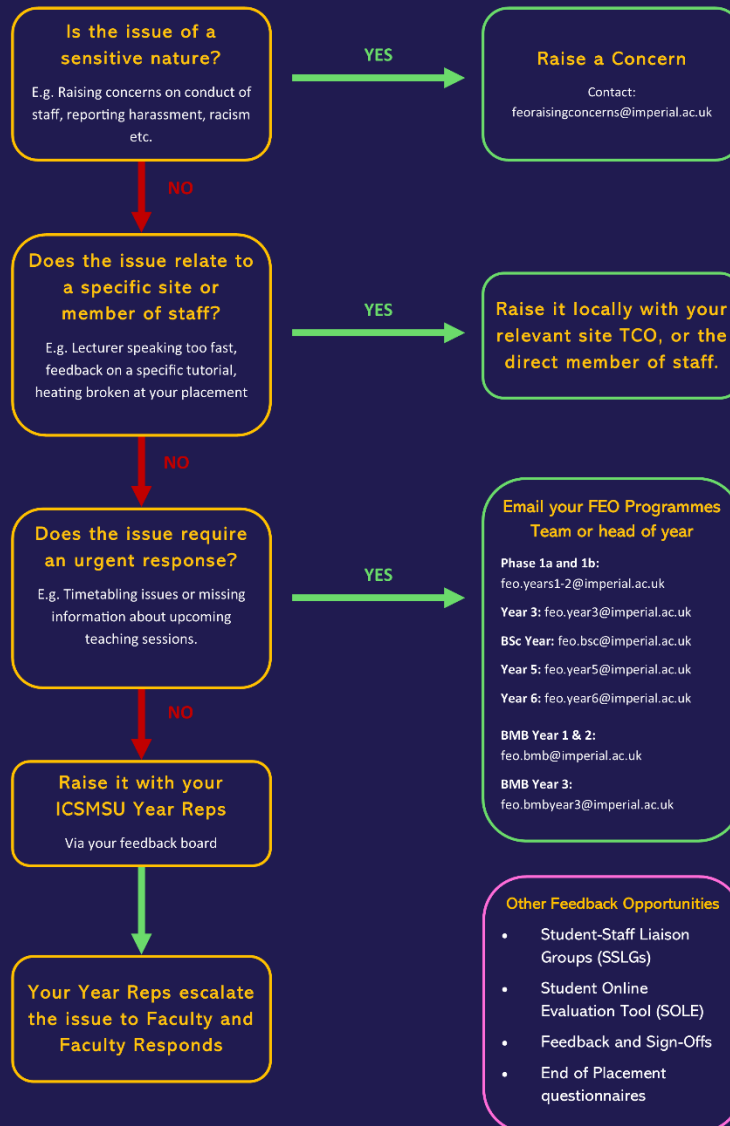 Is the issue of a
sensitive nature?
E.g. Raising concerns on conduct of
staff, reporting harassment, racism
etc.
YES
Raise a Concern
Contact:
feoraisingconcerns@imperial.ac.uk
NO
Does the issue relate to
a specific site or
member of staff?
E.g. Lecturer speaking too fast,
feedback on a specific tutorial,
heating broken at your placement
YES
Raise it locally with your
relevant site TCO, or the
direct member of staff.
NO
Does the issue require
an urgent response?
E.g. Timetabling issues or missing
information about upcoming
teaching sessions.
YES
Email your FEO Programmes
Team or head of year
Phase 1a and 1b:
feo.years1-2@imperial.ac.uk
Year 3: feo.year3@imperial.ac.uk
BSc Year: feo.bsc@imperial.ac.uk
Year 5: feo.year5@imperial.ac.uk
Year 6: feo.year6@imperial.ac.uk
BMB Year 1 & 2:
feo.bmb@imperial.ac.uk
BMB Year 3:
feo.bmbyear3@imperial.ac.uk
NO
Raise it with your
ICSMSU Year Reps
Via your feedback board
Your Year Reps escalate
the issue to Faculty and
Faculty Responds
Other Feedback Opportunities
• Student-Staff Liaison
Groups (SSLGs)
• Student Online
Evaluation Tool (SOLE)
• Feedback and Sign-Offs
• End of Placement
questionnaires